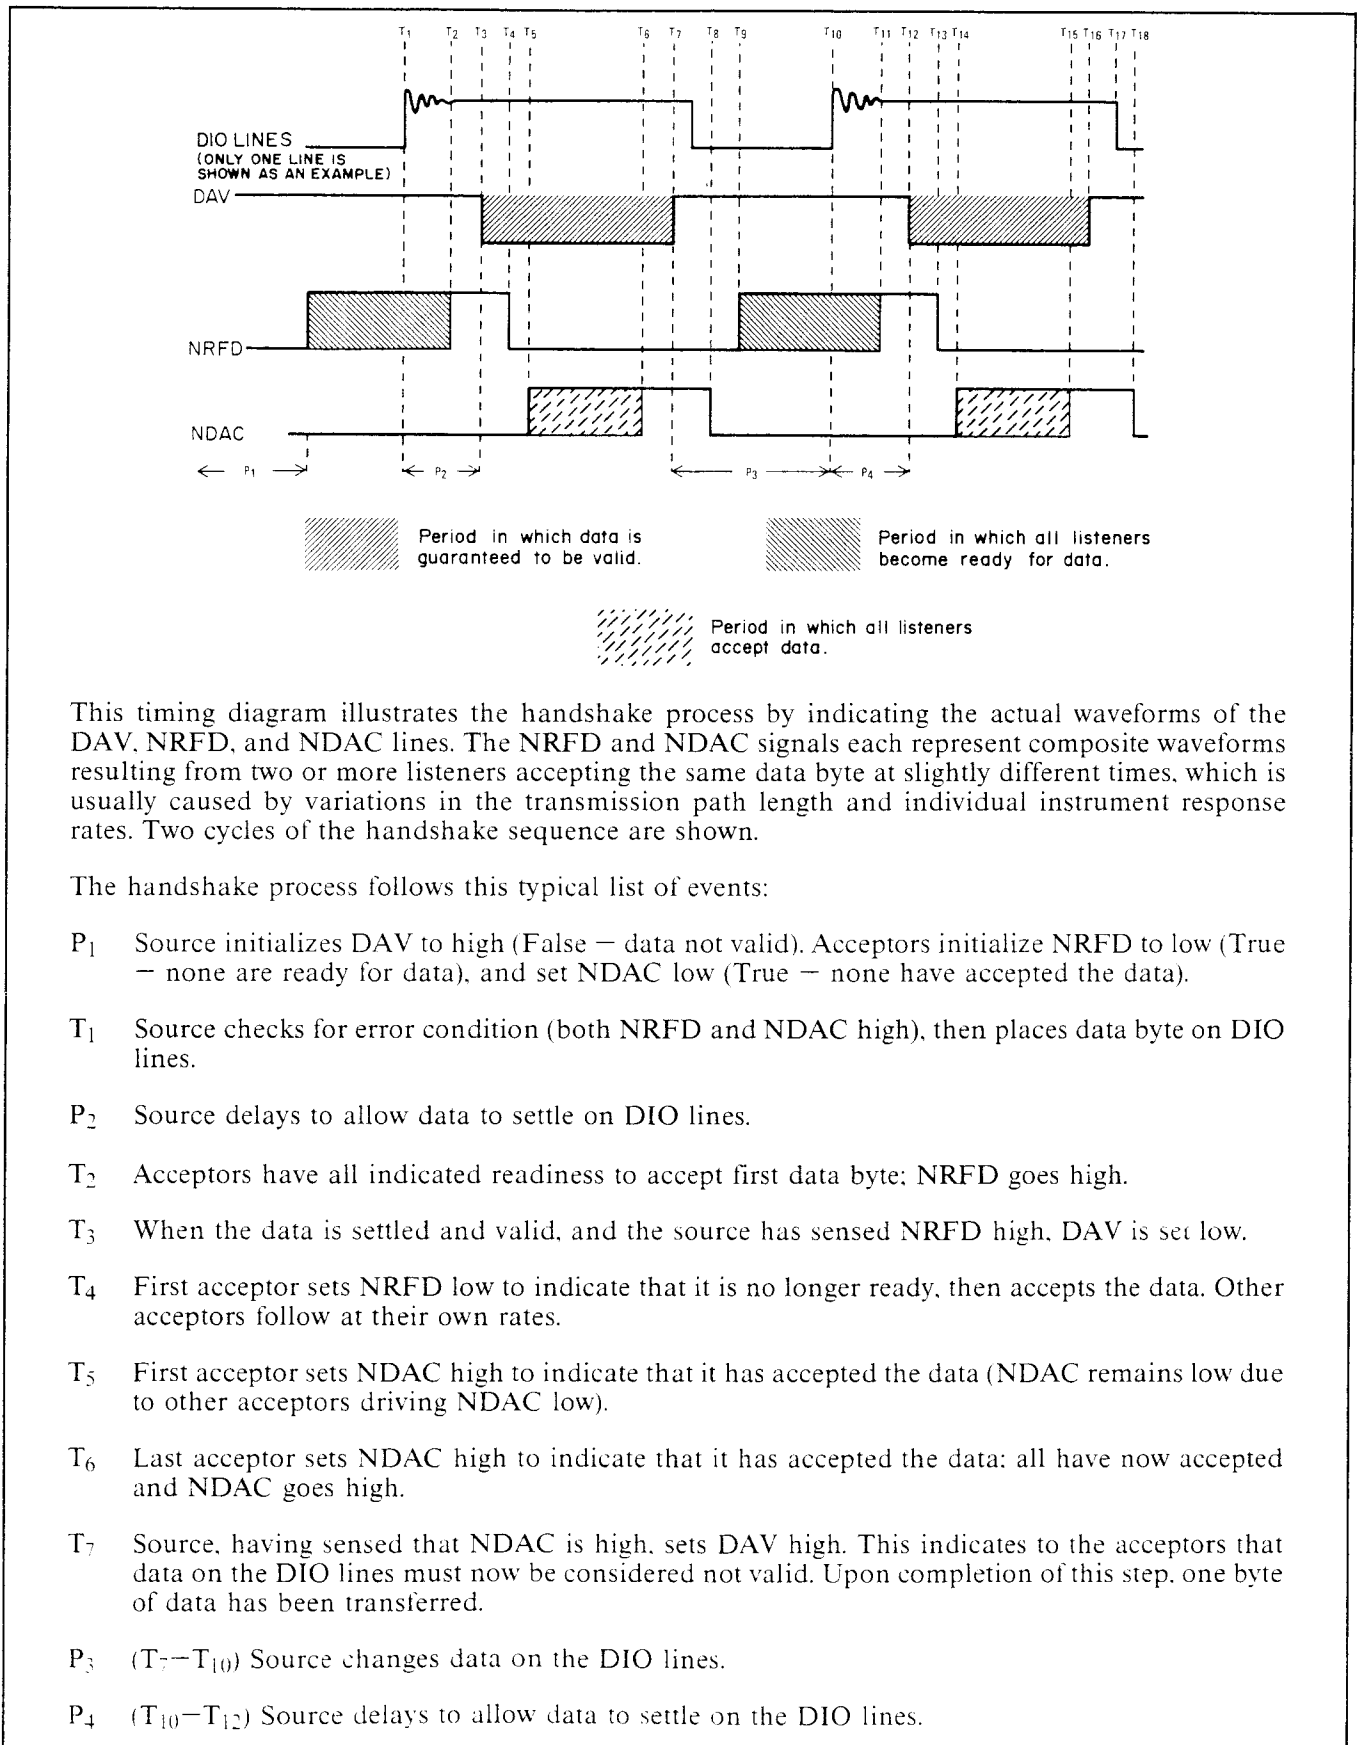 T1 T2 T3 T4 T5 T6 T7 T8 T9 T10 T11 T12 T13 T14 T15 T16 T17 T18
DIO LINES
(ONLY ONE LINE IS
SHOWN AS AN EXAMPLE)
DAV
NRFD
NDAC
P1 P2 P3 P4
Period in which data is
guaranteed to be valid.
Period in which all listeners
become ready for data.
Period in which all listeners
accept data.
This timing diagram illustrates the handshake process by indicating the actual waveforms of the
DAV, NRFD, and NDAC lines. The NRFD and NDAC signals each represent composite waveforms
resulting from two or more listeners accepting the same data byte at slightly different times, which is
usually caused by variations in the transmission path length and individual instrument response
rates. Two cycles of the handshake sequence are shown.
The handshake process follows this typical list of events:
P1 Source initializes DAV to high (False — data not valid). Acceptors initialize NRFD to low (True
— none are ready for data), and set NDAC low (True — none have accepted the data).
T1 Source checks for error condition (both NRFD and NDAC high), then places data byte on DIO
lines.
P2 Source delays to allow data to settle on DIO lines.
T2 Acceptors have all indicated readiness to accept first data byte; NRFD goes high.
T3 When the data is settled and valid, and the source has sensed NRFD high, DAV is set low.
T4 First acceptor sets NRFD low to indicate that it is no longer ready, then accepts the data. Other
acceptors follow at their own rates.
T5 First acceptor sets NDAC high to indicate that it has accepted the data (NDAC remains low due
to other acceptors driving NDAC low).
T6 Last acceptor sets NDAC high to indicate that it has accepted the data; all have now accepted
and NDAC goes high.
T7 Source, having sensed that NDAC is high, sets DAV high. This indicates to the acceptors that
data on the DIO lines must now be considered not valid. Upon completion of this step, one byte
of data has been transferred.
P3 (T7—T10) Source changes data on the DIO lines.
P4 (T10—T12) Source delays to allow data to settle on the DIO lines.